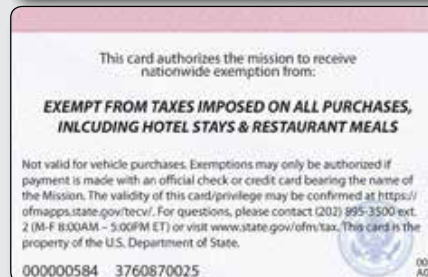 This card authorizes the mission to receive
nationwide exemption from:
EXEMPT FROM TAXES IMPOSED ON ALL PURCHASES,
INLCUDING HOTEL STAYS & RESTAURANT MEALS
Not valid for vehicle purchases. Exemptions may only be authorized if
payment is made with an official check or credit card bearing the name of
the Mission. The validity of this card/privilege may be confirmed at https://
ofmapps.state.gov/tecv/. For questions, please contact (202) 895-3500 ext.
2 (M-F 8:00AM – 5:00PM ET) or visit www.state.gov/ofm/tax. This card is the
property of the U.S. Department of State.
000000584 3760870025